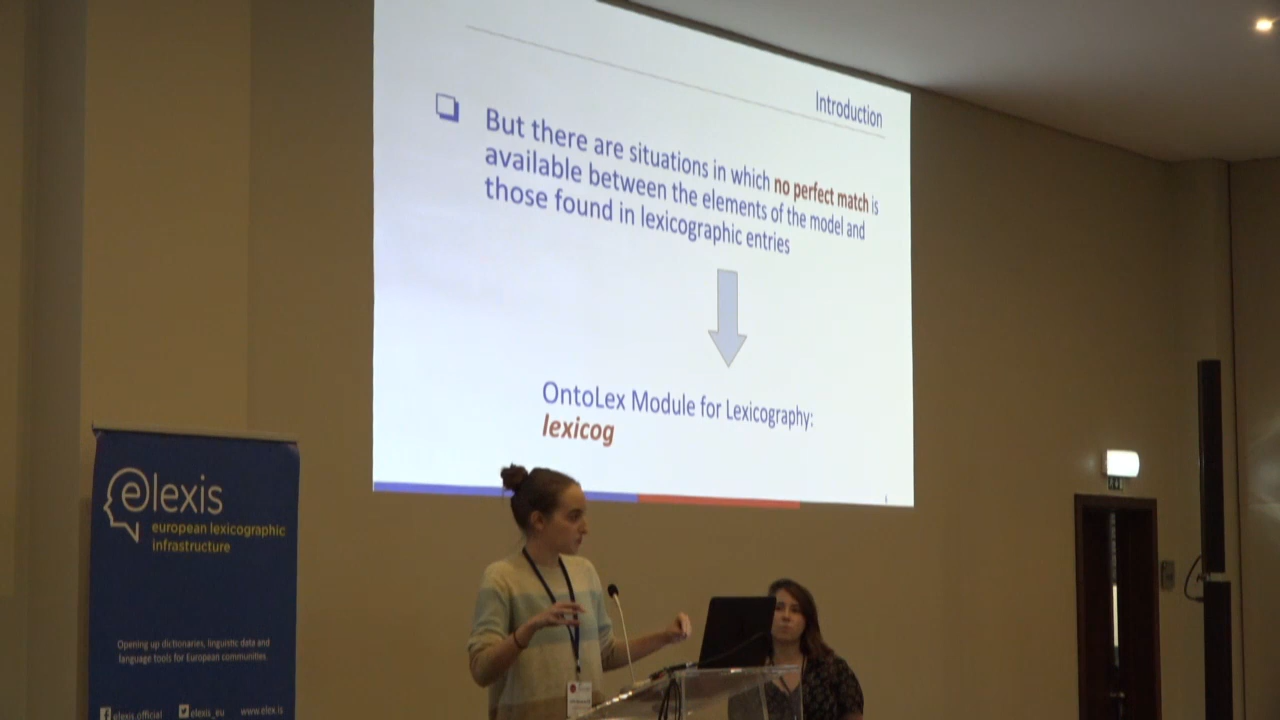 Introduction
But there are situations in which no perfect match is
available between the elements of the model and
those found in lexicographic entries
OntoLex Module for Lexicography:
lexicog
elexis
european lexicographic
infrastructure
Opening up dictionaries, linguistic data and
language tools for European communities
elexis.official elexis_eu www.elex.is